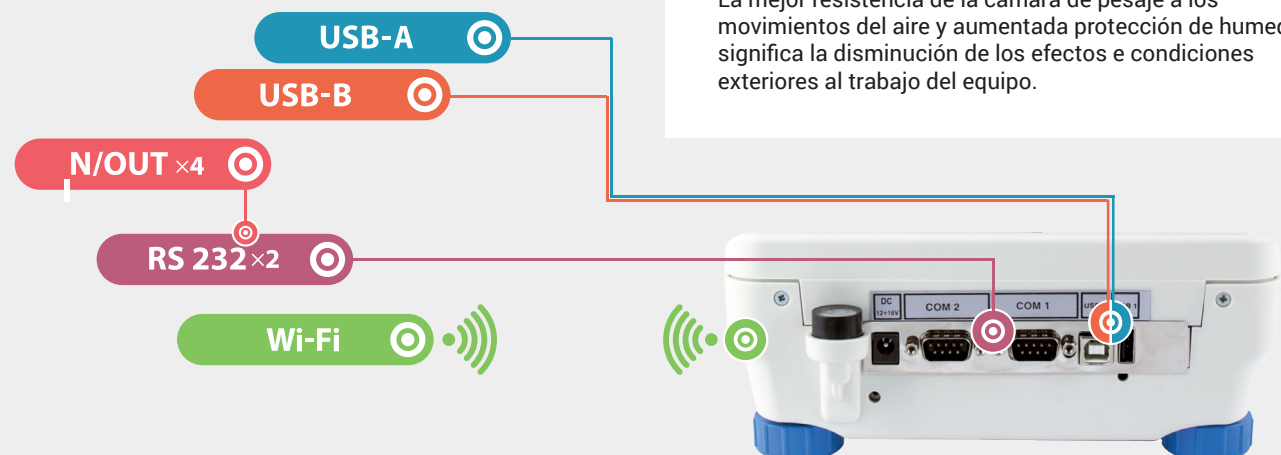 movimientos del aire y aumentada protección de
significa la disminución de los efectos e condiciones
exteriores al trabajo del equipo.
USB-A
USB-B
N/OUT ×4
RS 232 ×2
Wi-Fi
DC
12÷16V
COM 2
COM 1